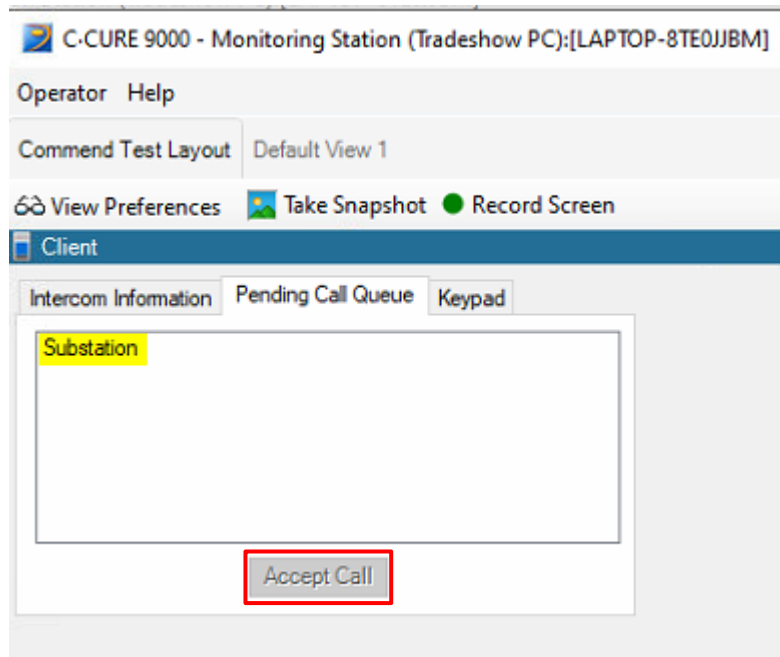 C•CURE 9000 - Monitoring Station (Tradeshow PC):[LAPTOP-8TE0JJBM]
Operator Help
Commend Test Layout Default View 1
View Preferences Take Snapshot Record Screen
Client
Intercom Information Pending Call Queue Keypad
Substation
Accept Call